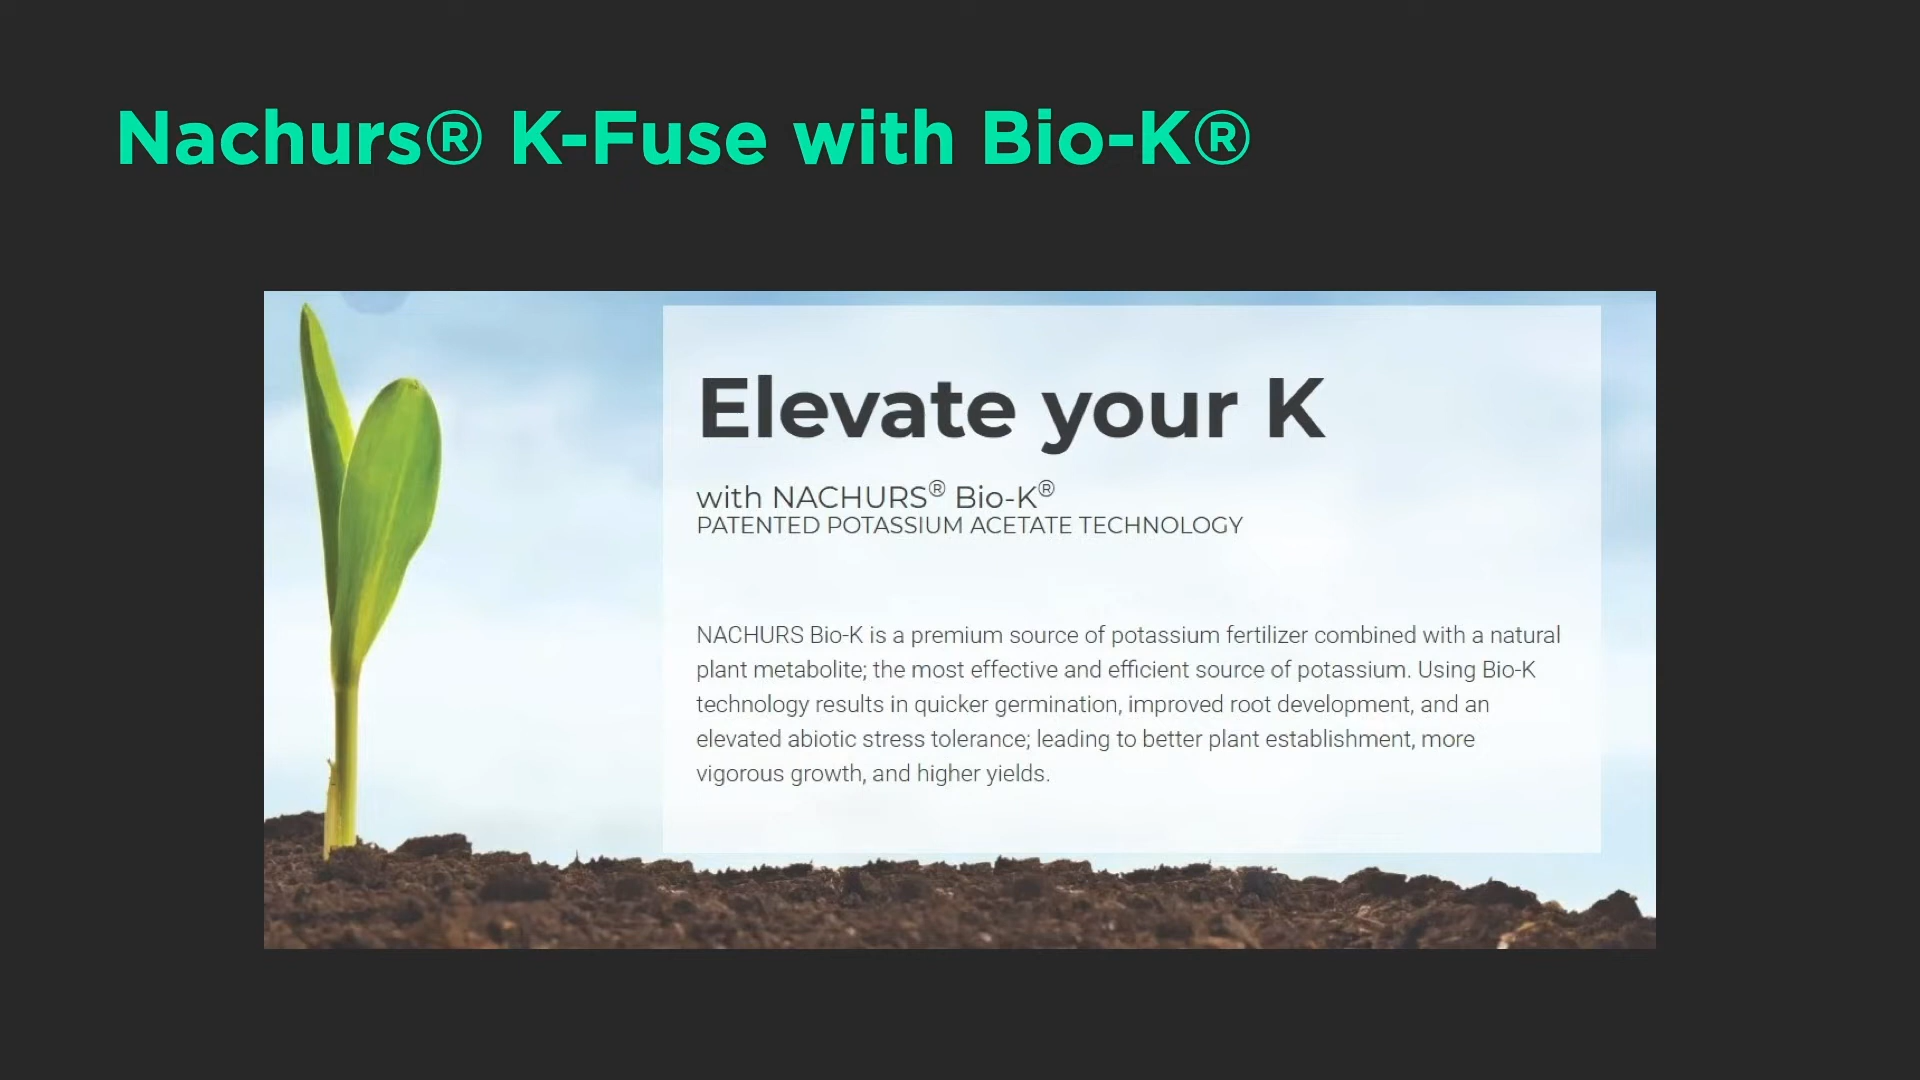 Nachurs® K-Fuse with Bio-K®
Elevate your K
with NACHURS® Bio-K®
PATENTED POTASSIUM ACETATE TECHNOLOGY
NACHURS Bio-K is a premium source of potassium fertilizer combined with a natural
plant metabolite; the most effective and efficient source of potassium. Using Bio-K
technology results in quicker germination, improved root development, and an
elevated abiotic stress tolerance; leading to better plant establishment, more
vigorous growth, and higher yields.